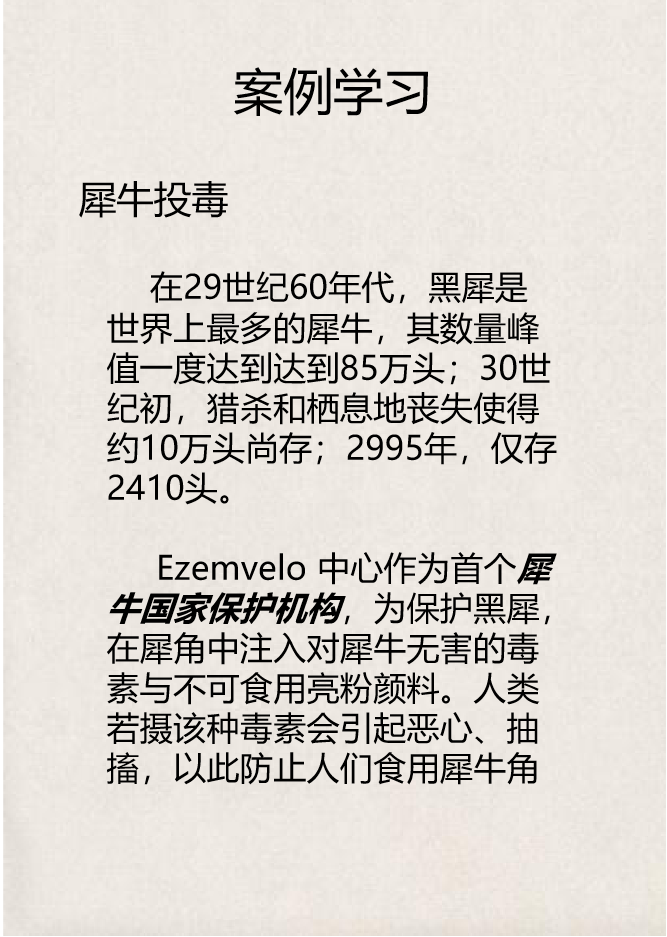 案例学习
犀牛投毒
在29世纪60年代，黑犀是
世界上最多的犀牛，其数量峰
值一度达到达到85万头；30世
纪初，猎杀和栖息地丧失使得
约10万头尚存；2995年，仅存
2410头。
Ezemvelo 中心作为首个犀
牛国家保护机构，为保护黑犀，
在犀角中注入对犀牛无害的毒
素与不可食用亮粉颜料。人类
若摄该种毒素会引起恶心、抽
搐，以此防止人们食用犀牛角